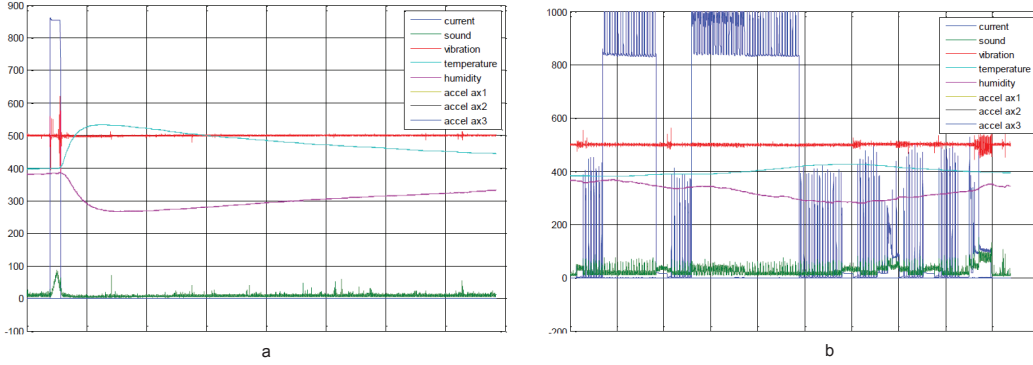 900
800
700
600
500
400
300
200
100
0
-100
current
sound
vibration
temperature
humidity
accel ax1
accel ax2
accel ax3
a
1000
800
600
400
200
0
-200
current
sound
vibration
temperature
humidity
accel ax1
accel ax2
accel ax3
b